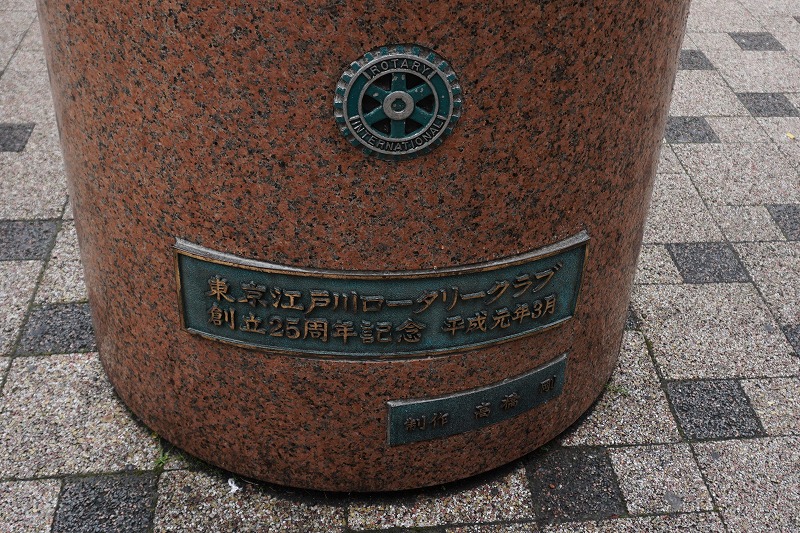 ROTARY
INTERNATIONAL
東京江戸川ロータリークラブ
創立25周年記念 平成元年3月
制作 高橋 剛